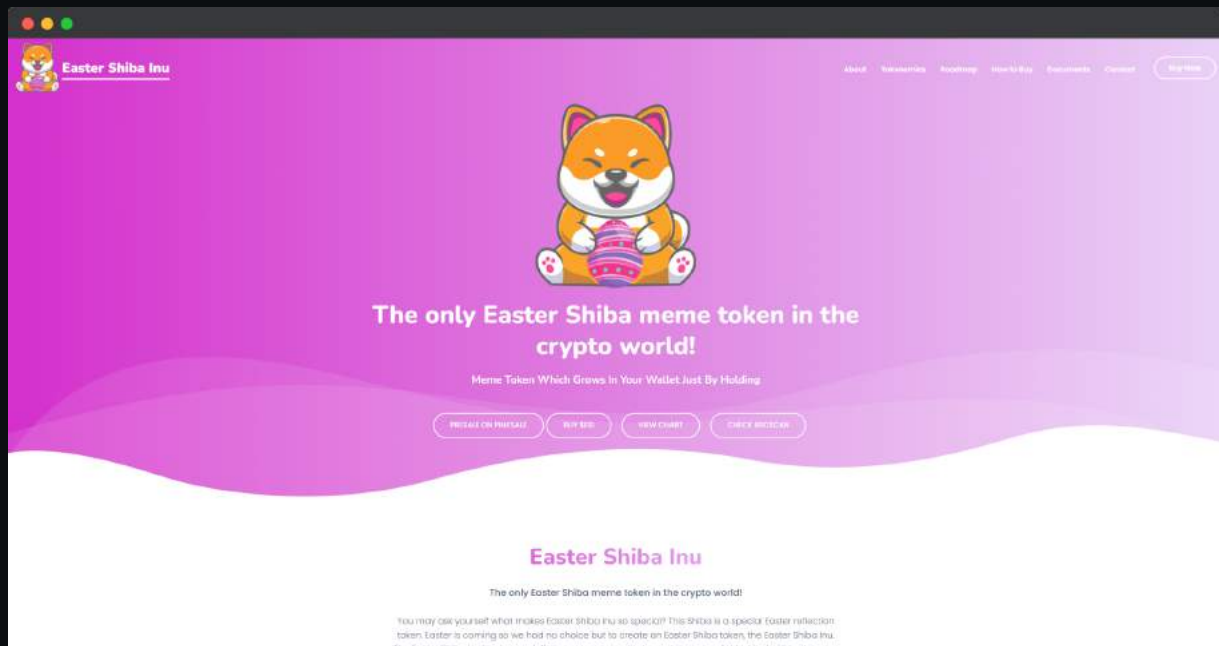 Easter Shiba Inu
About Tokenomics Roadmap How to Buy Documents Contact Buy Now
The only Easter Shiba meme token in the
crypto world!
Meme Token Which Grows In Your Wallet Just By Holding
PRESALE ON PINKSALE BUY $ESI VIEW CHART CHECK BSCSCAN
Easter Shiba Inu
The only Easter Shiba meme token in the crypto world!
You may ask yourself what makes Easter Shiba Inu so special? This Shiba is a special Easter reflection
token. Easter is coming so we had no choice but to create an Easter Shiba token, the Easter Shiba Inu.